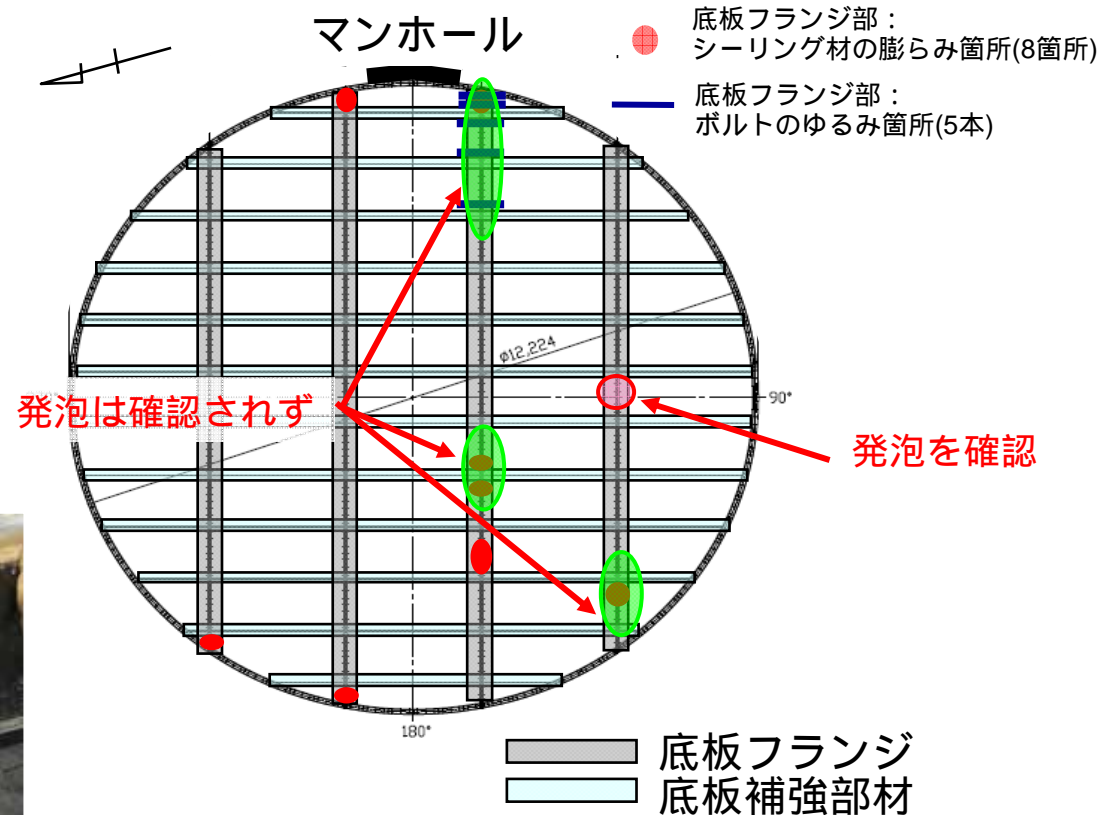 マンホール
底板フランジ部：
シーリング材の膨らみ箇所(8箇所)
底板フランジ部：
ボルトのゆるみ箇所(5本)
ø12,224
発泡は確認されず
90°
発泡を確認
180°
底板フランジ
底板補強部材